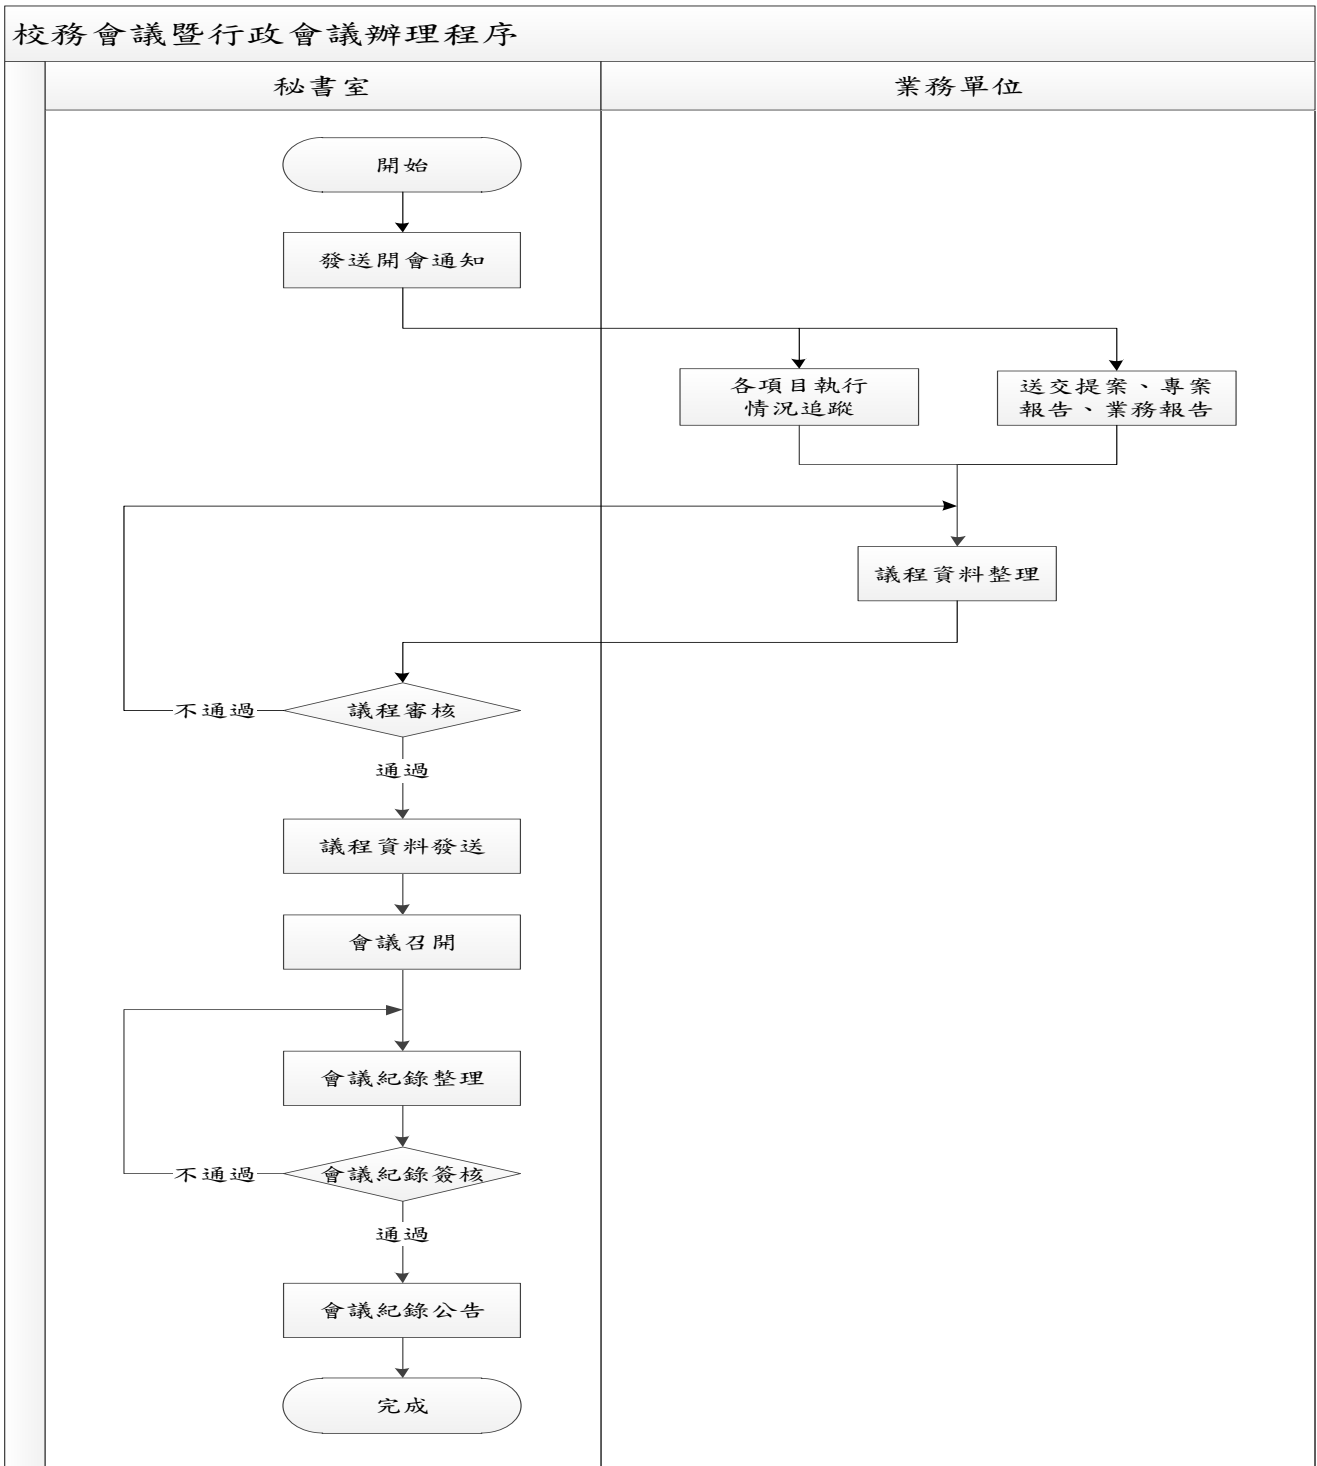 校務會議暨行政會議辦理程序
秘書室
業務單位
開始
發送開會通知
各項目執行
情況追蹤
送交提案、專案
報告、業務報告
議程資料整理
議程審核
不通過
通過
議程資料發送
會議召開
會議紀錄整理
會議紀錄簽核
不通過
通過
會議紀錄公告
完成